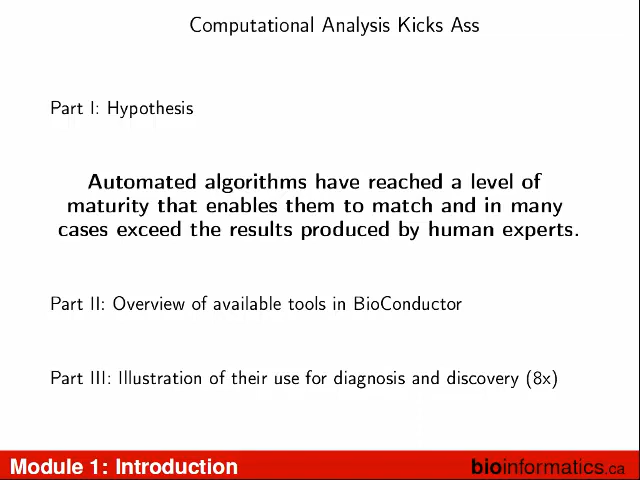 Computational Analysis Kicks Ass
Part I: Hypothesis
Automated algorithms have reached a level of
maturity that enables them to match and in many
cases exceed the results produced by human experts.
Part II: Overview of available tools in BioConductor
Part III: Illustration of their use for diagnosis and discovery (8x)
Module 1: Introduction
bioinformatics.ca